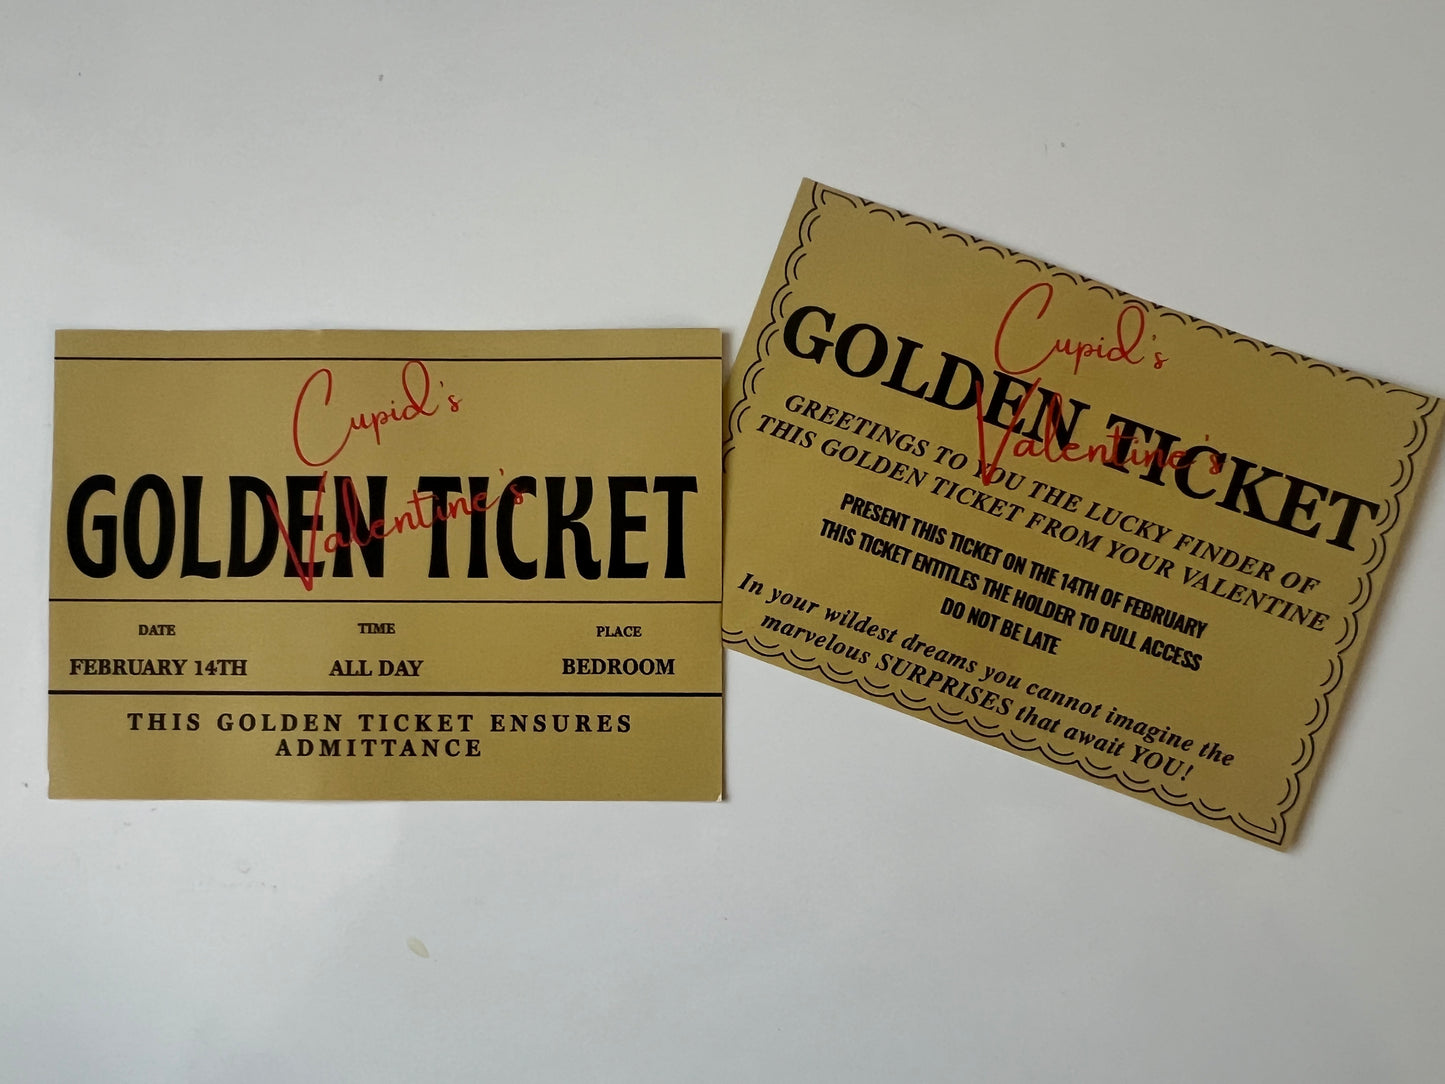 Cupid's
Valentine's
GOLDEN TICKET
DATE
FEBRUARY 14TH
TIME
ALL DAY
PLACE
BEDROOM
THIS GOLDEN TICKET ENSURES
ADMITTANCE
Cupid's
Valentine's
GOLDEN TICKET
GREETINGS TO YOU THE LUCKY FINDER OF
THIS GOLDEN TICKET FROM YOUR VALENTINE
PRESENT THIS TICKET ON THE 14TH OF FEBRUARY
THIS TICKET ENTITLES THE HOLDER TO FULL ACCESS
DO NOT BE LATE
In your wildest dreams you cannot imagine the
marvelous SURPRISES that await YOU!